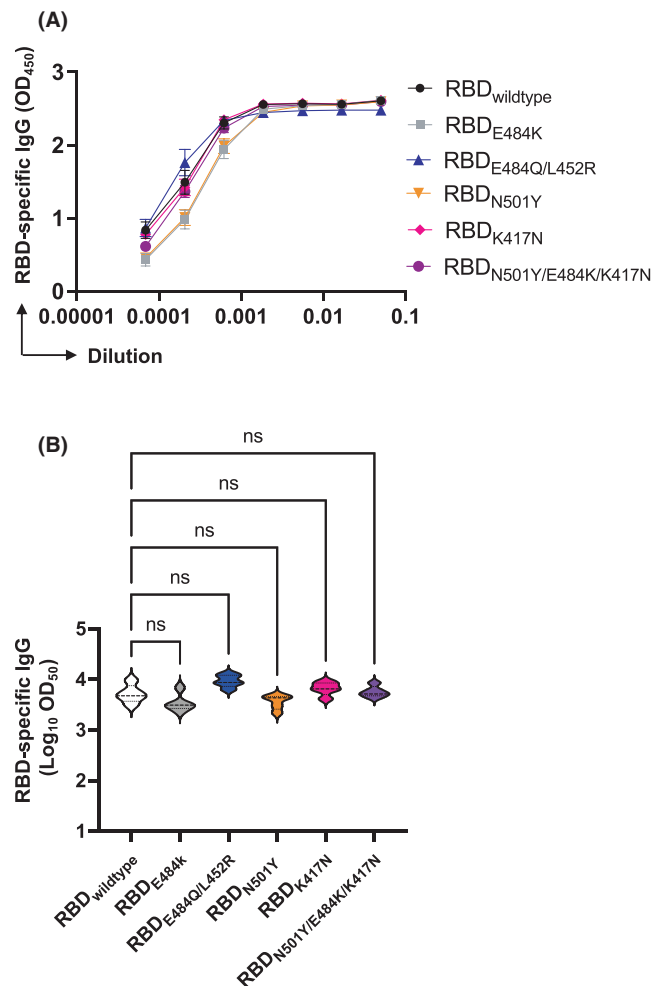 (A)
RBD-specific IgG (OD450)
3
2
1
0
0.00001 0.0001 0.001 0.01 0.1
Dilution
RBDwildtype
RBDE484K
RBDE484Q/L452R
RBDN501Y
RBDK417N
RBDN501Y/E484K/K417N
(B)
ns
ns
ns
ns
ns
RBD-specific IgG
(Log10 OD50)
5
4
3
2
1
RBDwildtype
RBDE484k
RBDE484Q/L452R
RBDN501Y
RBDK417N
RBDN501Y/E484K/K417N